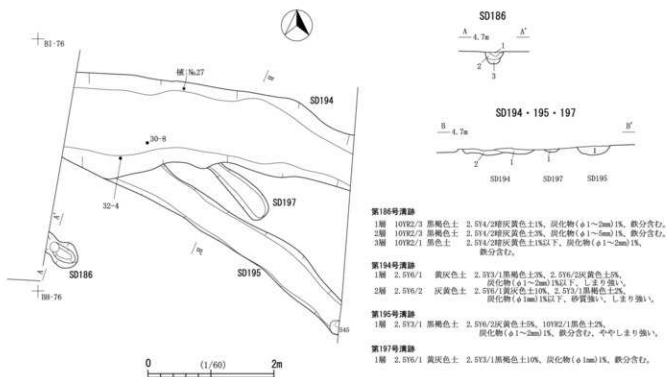 BI-76
植 №27
SD194
30-8
32-4
SD197
SD186
SD195
BH-76
S45
0 (1/60) 2m
SD186
A 4.7m A'
1
2
3
SD194・195・197
B 4.7m B'
2 1 1 1
SD194 SD197 SD195
第186号溝跡
1層 10YR2/3 黒褐色土 2.5Y4/2暗灰黄色土1%、炭化物(φ1〜2mm)1%、鉄分含む。
2層 10YR2/3 黒褐色土 2.5Y4/2暗灰黄色土3%、炭化物(φ1〜5mm)1%、鉄分含む。
3層 10YR2/1 黒色土 2.5Y4/2暗灰黄色土1%以下、炭化物(φ1〜2mm)1%、
鉄分含む。
第194号溝跡
1層 2.5Y6/1 黄灰色土 2.5Y3/1黒褐色土3%、2.5Y6/2灰黄色土5%、
炭化物(φ1〜2mm)1%以下、しまり強い。
2層 2.5Y6/2 灰黄色土 2.5Y6/1黄灰色土10%、2.5Y3/1黒褐色土2%、
炭化物(φ1mm)1%以下、砂質強い、しまり強い。
第195号溝跡
1層 2.5Y3/1 黒褐色土 2.5Y6/2灰黄色土5%、10YR2/1黒色土2%、
炭化物(φ1〜2mm)1%、鉄分含む、ややしまり強い。
第197号溝跡
1層 2.5Y6/1 黄灰色土 2.5Y3/1黒褐色土10%、炭化物(φ1mm)1%、鉄分含む。